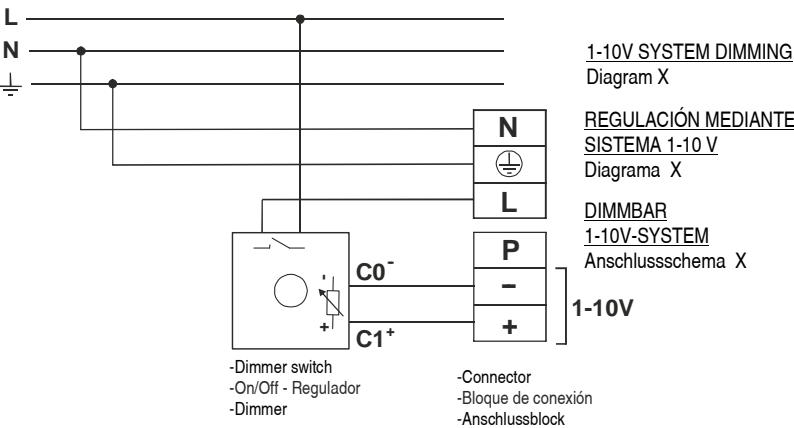 L
N
1-10V SYSTEM DIMMING
Diagram X
REGULACIÓN MEDIANTE
SISTEMA 1-10 V
Diagrama X
DIMMBAR
1-10V-SYSTEM
Anschlussschema X
N
L
P
−
+
1-10V
-
+
C0-
C1+
-Dimmer switch
-On/Off - Regulador
-Dimmer
-Connector
-Bloque de conexión
-Anschlussblock